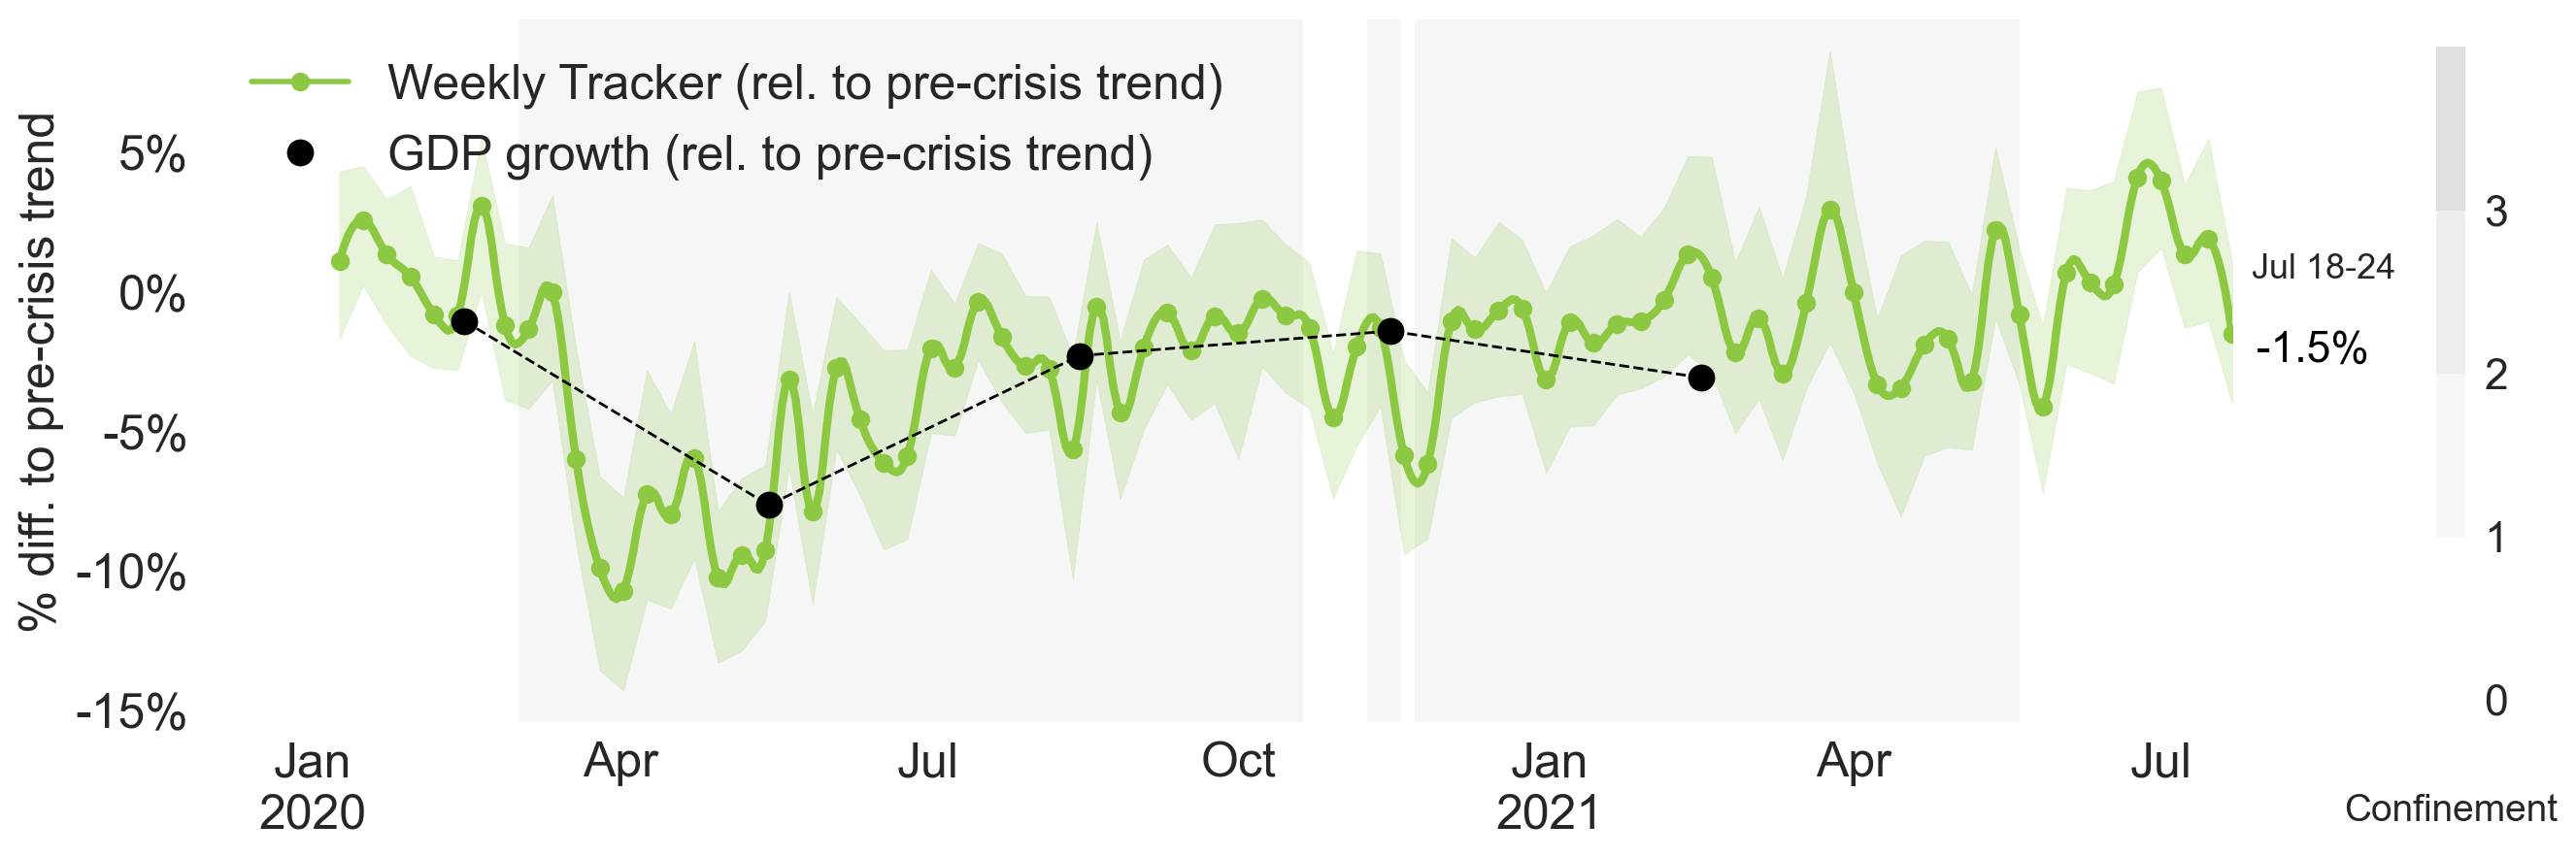 % diff. to pre-crisis trend
Weekly Tracker (rel. to pre-crisis trend)
GDP growth (rel. to pre-crisis trend)
5%
0%
-5%
-10%
-15%
Jan
2020
Apr
Jul
Oct
Jan
2021
Apr
Jul
Jul 18-24
-1.5%
3
2
1
0
Confinement